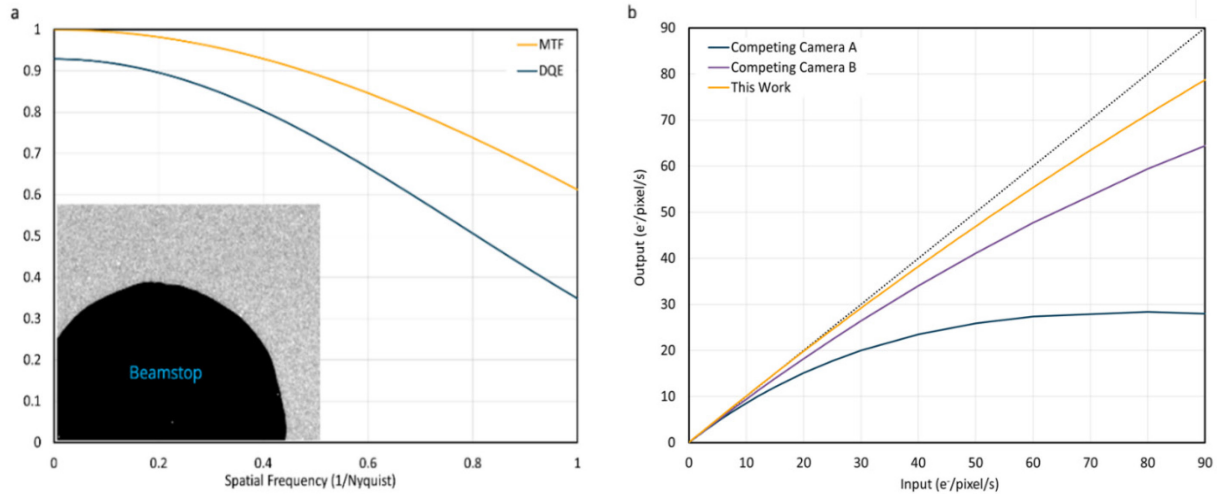 a
1
0.9
0.8
0.7
0.6
0.5
0.4
0.3
0.2
0.1
0
MTF
DQE
Beamstop
0 0.2 0.4 0.6 0.8 1
Spatial Frequency (1/Nyquist)
b
90
80
70
60
50
40
30
20
10
0
Output (e⁻/pixel/s)
Competing Camera A
Competing Camera B
This Work
0 10 20 30 40 50 60 70 80 90
Input (e⁻/pixel/s)